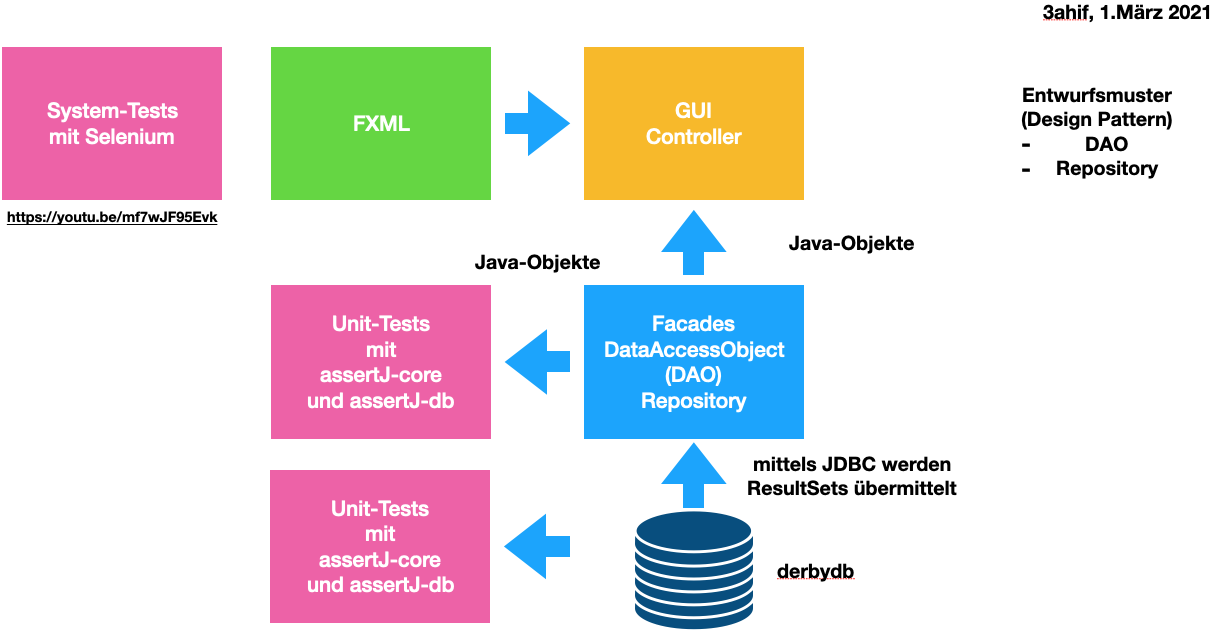 3ahif, 1.März 2021
System-Tests
mit Selenium
https://youtu.be/mf7wJF95Evk
FXML
GUI
Controller
Entwurfsmuster
(Design Pattern)
- DAO
- Repository
Java-Objekte
Java-Objekte
Unit-Tests
mit
assertJ-core
und assertJ-db
Facades
DataAccessObject
(DAO)
Repository
mittels JDBC werden
ResultSets übermittelt
Unit-Tests
mit
assertJ-core
und assertJ-db
derbydb